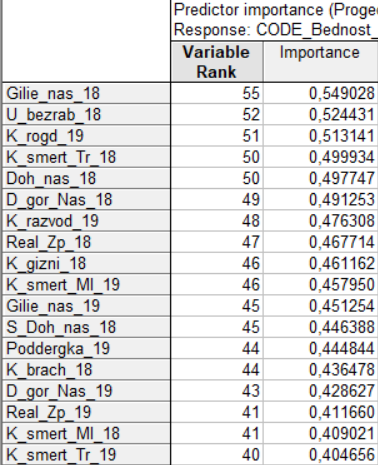 Predictor importance (Proge
Response: CODE_Bednost_
Variable Rank Importance
Gilie_nas_18 55 0,549028
U_bezrab_18 52 0,524431
K_rogd_19 51 0,513141
K_smert_Tr_18 50 0,499934
Doh_nas_18 50 0,497747
D_gor_Nas_18 49 0,491253
K_razvod_19 48 0,476308
Real_Zp_18 47 0,467714
K_gizni_18 46 0,461162
K_smert_Ml_19 46 0,457950
Gilie_nas_19 45 0,451254
S_Doh_nas_18 45 0,446388
Poddergka_19 44 0,444844
K_brach_18 44 0,436478
D_gor_Nas_19 43 0,428627
Real_Zp_19 41 0,411660
K_smert_Ml_18 41 0,409021
K_smert_Tr_19 40 0,404656